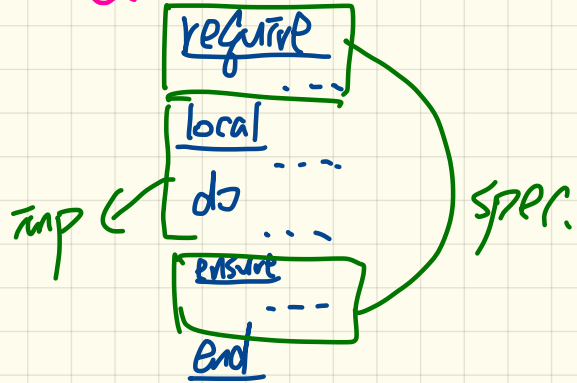 require
....
local
....
do
imp
spec.
....
ensure
....
end